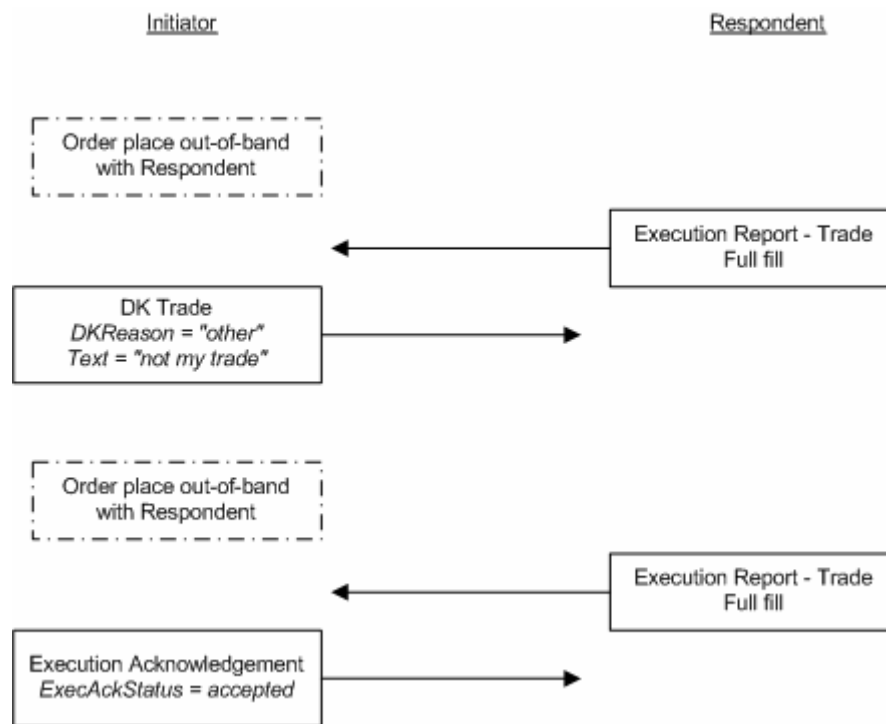 Initiator
Respondent
Order place out-of-band
with Respondent
Execution Report - Trade
Full fill
DK Trade
DKReason = "other"
Text = "not my trade"
Order place out-of-band
with Respondent
Execution Report - Trade
Full fill
Execution Acknowledgement
ExecAckStatus = accepted